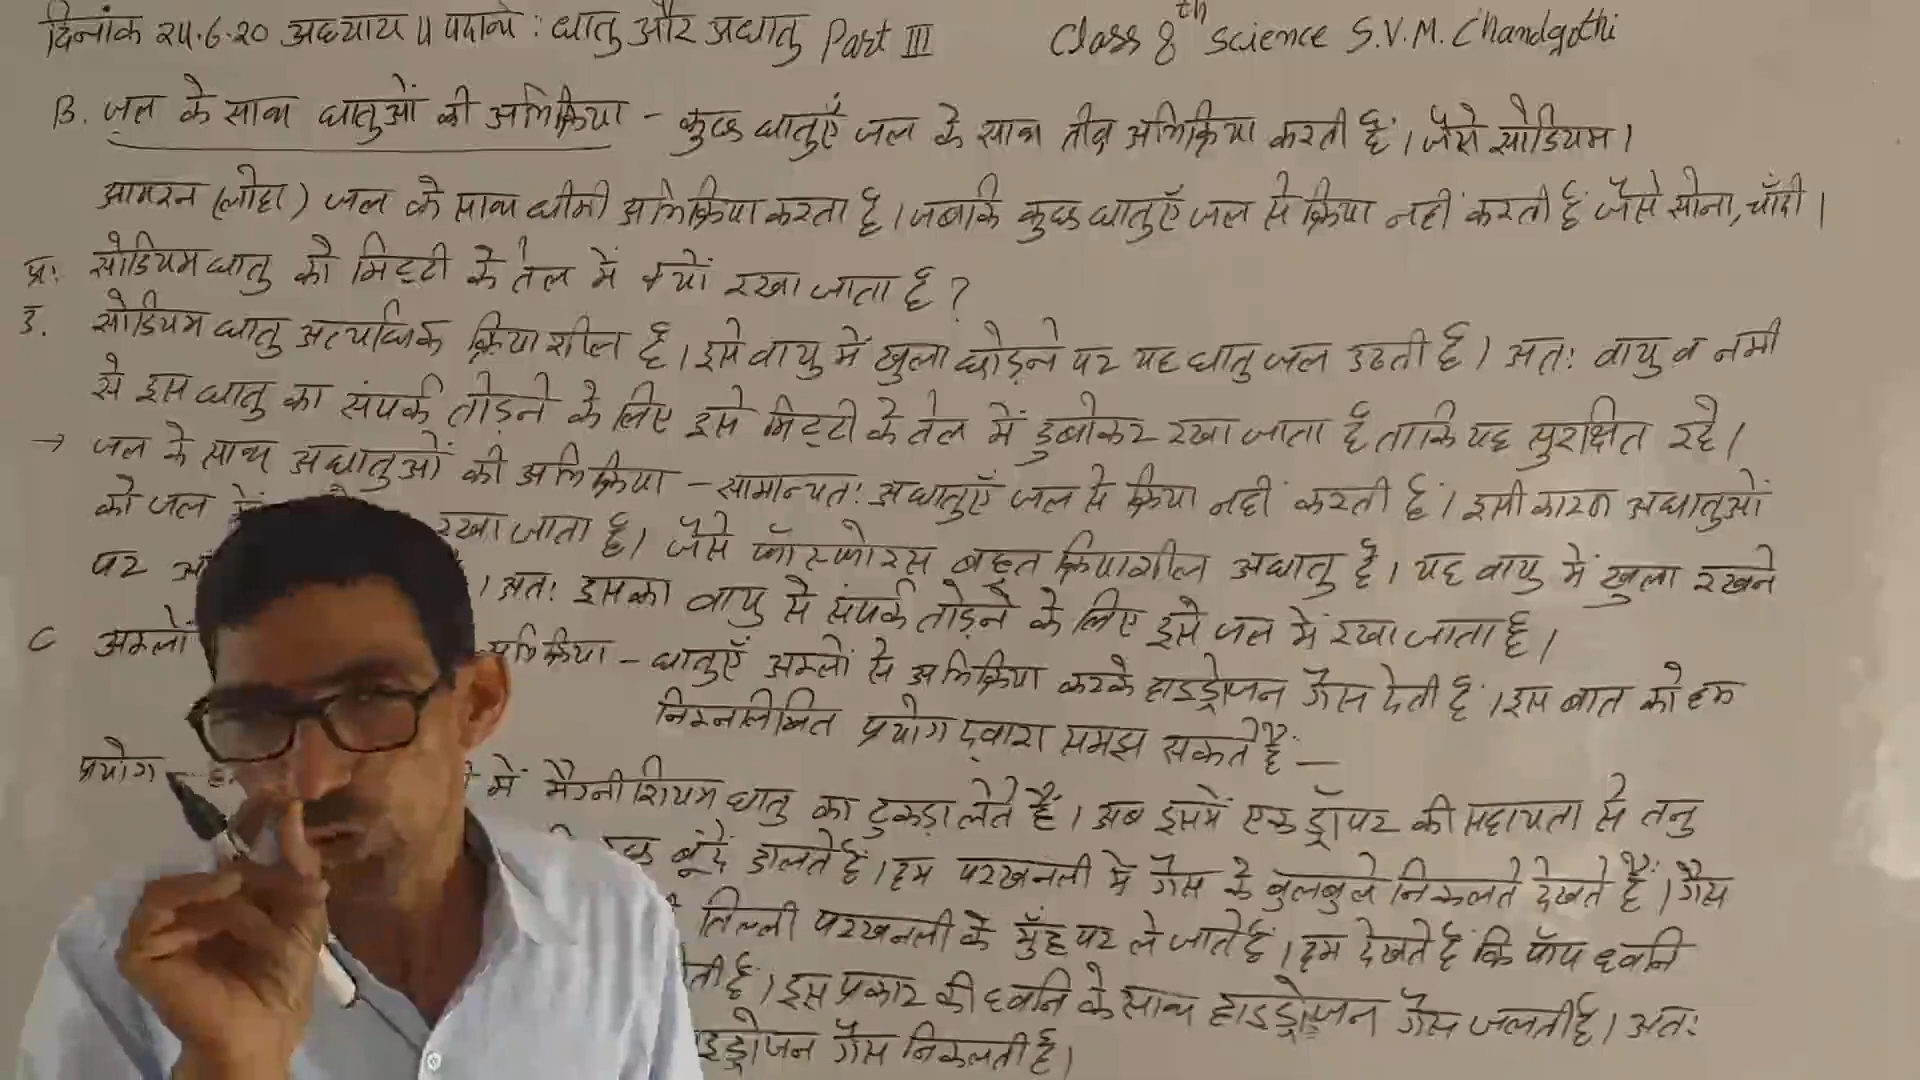 दिनांक 24.6.20 अध्याय 4 पदार्थ : धातु और अधातु Part III Class 8th Science S.V.M. Chandgothi
B. जल के साथ धातुओं की अभिक्रिया - कुछ धातुएँ जल के साथ तीव्र अभिक्रिया करती हैं। जैसे सोडियम।
आयरन (लोहा) जल के साथ धीमी अभिक्रिया करता है। जबकि कुछ धातुएँ जल से क्रिया नहीं करती हैं जैसे सोना, चाँदी।
प्र: सोडियम धातु को मिट्टी के तेल में क्यों रखा जाता है?
उ. सोडियम धातु अत्यधिक क्रियाशील है। इसे वायु में खुला छोड़ने पर यह धातु जल उठती है। अत: वायु व नमी
से इस धातु का संपर्क तोड़ने के लिए इसे मिट्टी के तेल में डुबोकर रखा जाता है ताकि यह सुरक्षित रहे।
→ जल के साथ अधातुओं की अभिक्रिया - सामान्यत: अधातुएँ जल से क्रिया नहीं करती हैं। इसी कारण अधातुओं
को जल रखा जाता है। जैसे फॉस्फोरस बहुत क्रियाशील अधातु है। यह वायु में खुला रखने
पर । अत: इसका वायु से संपर्क तोड़ने के लिए इसे जल में रखा जाता है।
C अम्लों अभिक्रिया - धातुएँ अम्लों से अभिक्रिया करके हाइड्रोजन गैस देती हैं। इस बात को हम
निम्नलिखित प्रयोग द्वारा समझ सकते हैं:—
प्रयोग में मैग्नीशियम धातु का टुकड़ा लेते हैं। अब इसमें एक ड्रॉपर की सहायता से तनु
बूंदें डालते हैं। हम परखनली में गैस के बुलबुले निकलते देखते हैं। गैस
तिल्ली परखनली के मुँह पर ले जाते हैं। हम देखते हैं कि पॉप ध्वनि
है। इस प्रकार की ध्वनि के साथ हाइड्रोजन गैस जलती है। अत:
गैस निकलती है।